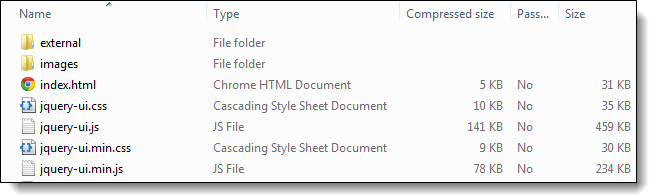 Name Type Compressed size Pass... Size
external File folder
images File folder
index.html Chrome HTML Document 5 KB No 31 KB
jquery-ui.css Cascading Style Sheet Document 10 KB No 35 KB
jquery-ui.js JS File 141 KB No 459 KB
jquery-ui.min.css Cascading Style Sheet Document 9 KB No 30 KB
jquery-ui.min.js JS File 78 KB No 234 KB